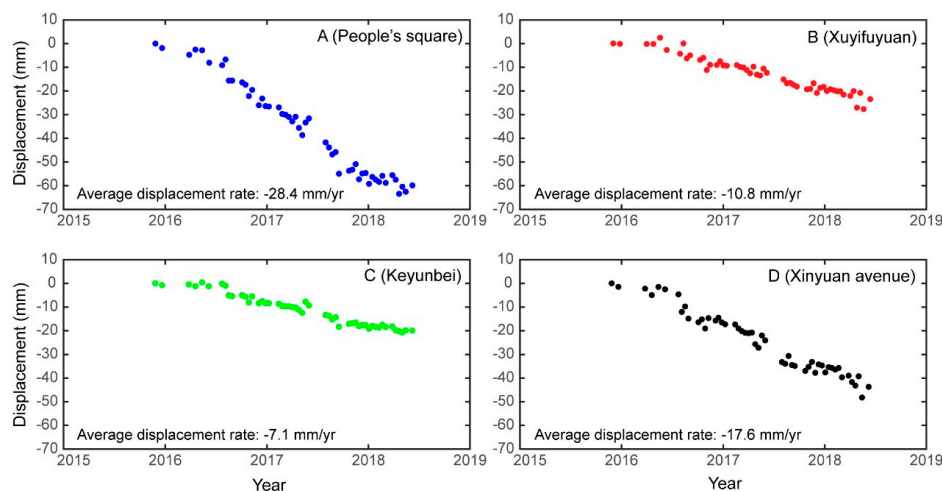 A (People's square)
Displacement (mm)
10
0
-10
-20
-30
-40
-50
-60
-70
Average displacement rate: -28.4 mm/yr
2015 2016 2017 2018 2019
B (Xuyifuyuan)
10
0
-10
-20
-30
-40
-50
-60
-70
Average displacement rate: -10.8 mm/yr
2015 2016 2017 2018 2019
C (Keyunbei)
Displacement (mm)
10
0
-10
-20
-30
-40
-50
-60
70
Average displacement rate: -7.1 mm/yr
2015 2016 2017 2018 2019
Year
D (Xinyuan avenue)
10
0
-10
-20
-30
-40
-50
-60
70
Average displacement rate: -17.6 mm/yr
2015 2016 2017 2018 2019
Year